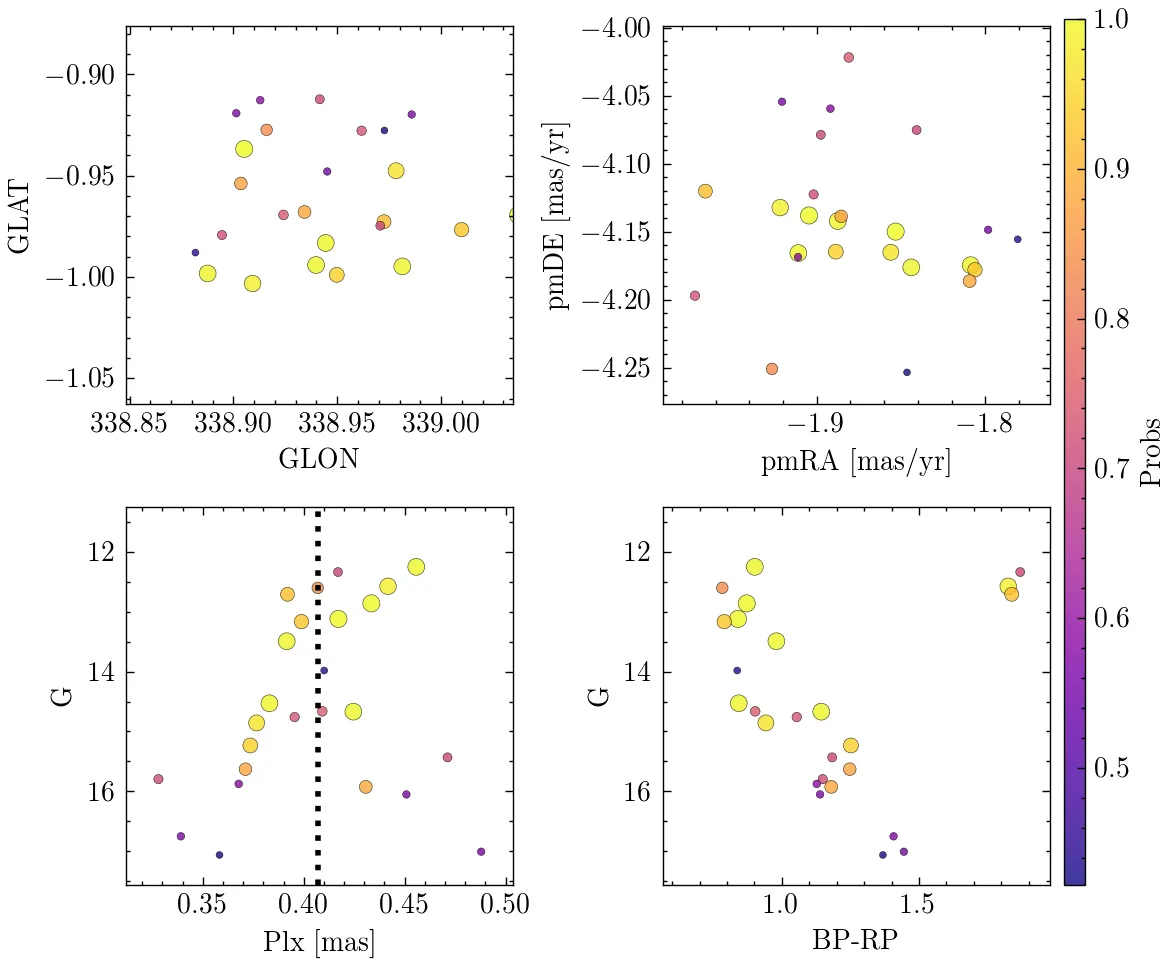 −0.90
−0.95
−1.00
−1.05
GLAT
338.85 338.90 338.95 339.00
GLON
−4.00
−4.05
−4.10
−4.15
−4.20
−4.25
pmDE [mas/yr]
−1.9 −1.8
pmRA [mas/yr]
1.0
0.9
0.8
0.7
0.6
0.5
Probs
12
14
16
G
0.35 0.40 0.45 0.50
Plx [mas]
12
14
16
G
1.0 1.5
BP-RP